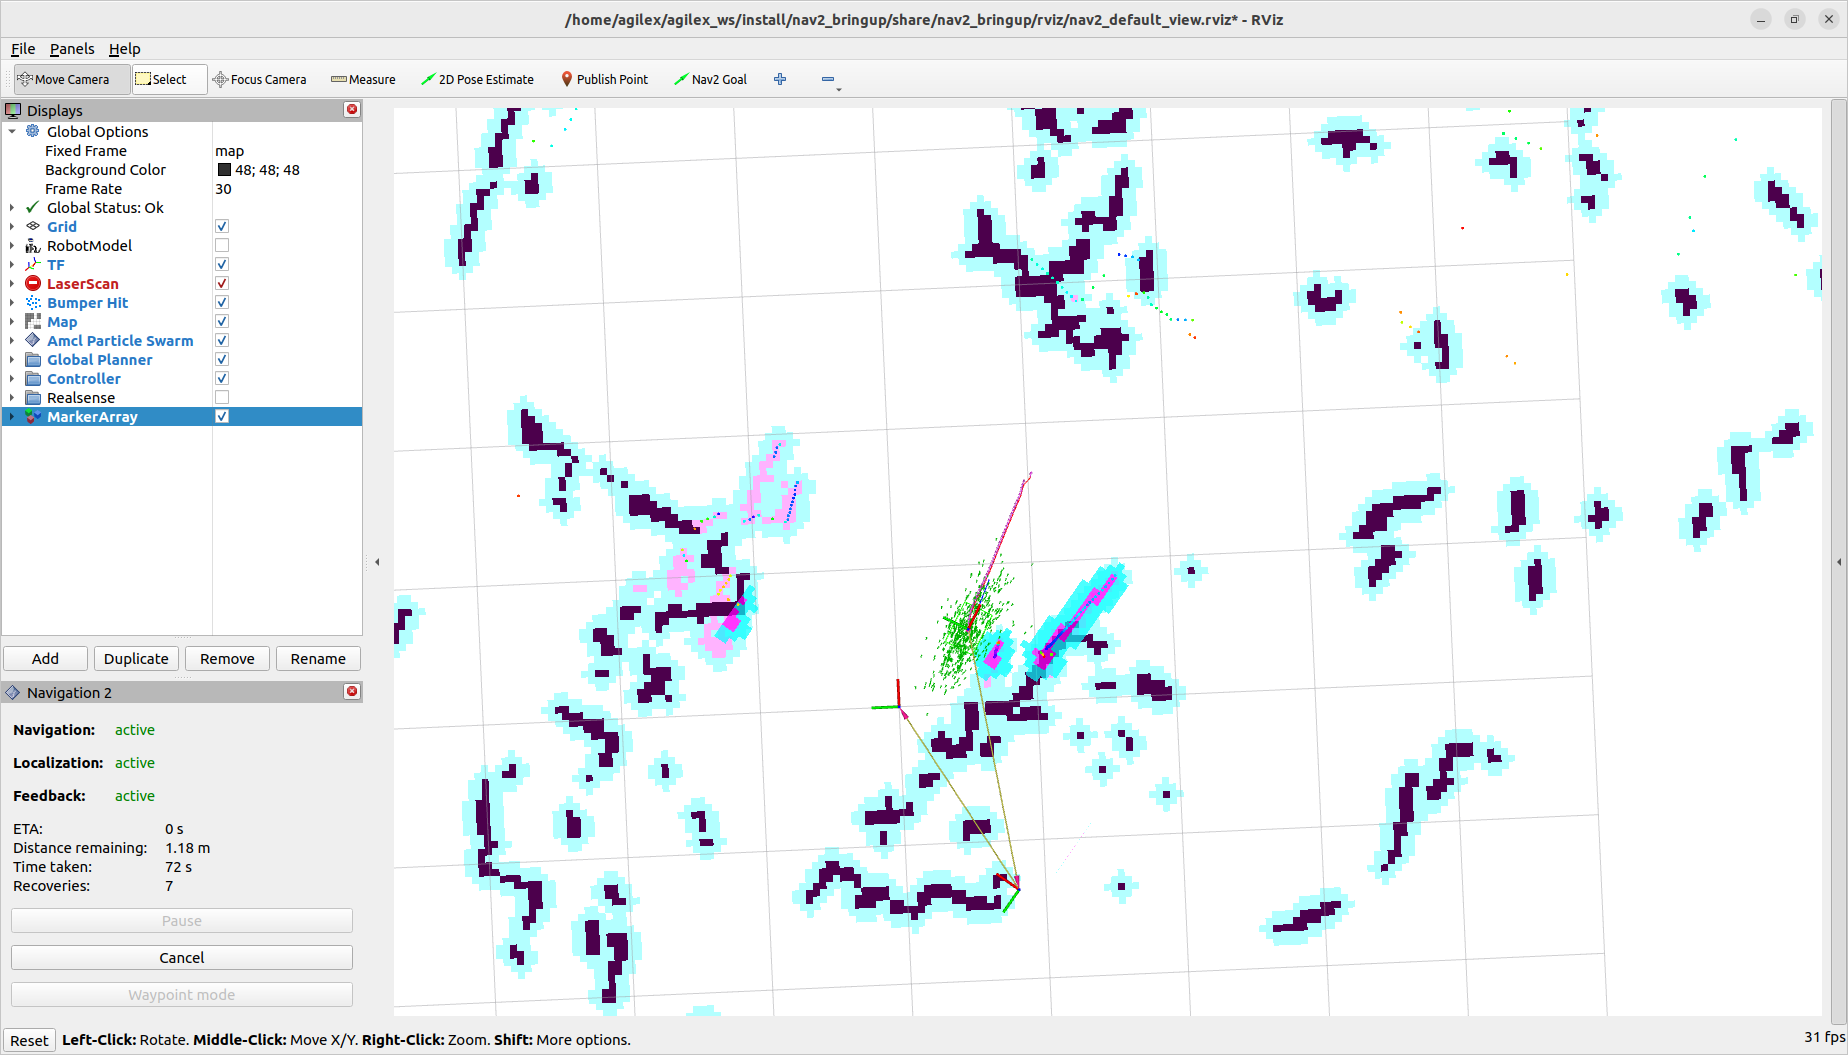 /home/agilex/agilex_ws/install/nav2_bringup/share/nav2_bringup/rviz/nav2_default_view.rviz* - RViz
File Panels Help
Move Camera Select Focus Camera Measure 2D Pose Estimate Publish Point Nav2 Goal
Displays
Global Options
Fixed Frame map
Background Color 48; 48; 48
Frame Rate 30
Global Status: Ok
Grid
RobotModel
TF
LaserScan
Bumper Hit
Map
Amcl Particle Swarm
Global Planner
Controller
Realsense
MarkerArray
Add Duplicate Remove Rename
Navigation 2
Navigation: active
Localization: active
Feedback: active
ETA: 0 s
Distance remaining: 1.18 m
Time taken: 72 s
Recoveries: 7
Pause
Cancel
Waypoint mode
Reset Left-Click: Rotate. Middle-Click: Move X/Y. Right-Click: Zoom. Shift: More options. 31 fps